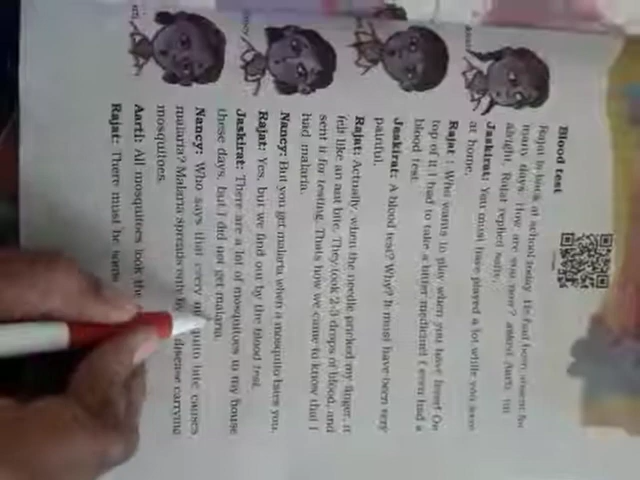 Blood test
Rajat is back at school today. He had been absent for
many days. How are you now? asked Aarti. I'm
alright, Rajat replied softly.
Jaskirat: You must have played a lot while you were
at home.
Rajat : Who wants to play when you have fever! On
top of it I had to take a bitter medicine! I even had a
blood test.
Jaskirat: A blood test? Why? It must have been very
painful.
Rajat: Actually, when the needle pricked my finger, it
felt like an ant bite. They took 2-3 drops of blood, and
sent it for testing. That's how we came to know that I
had malaria.
Nancy: But you get malaria when a mosquito bites you.
Rajat: Yes, but we find out by the blood test.
Jaskirat: There are a lot of mosquitoes in my house
these days, but I did not get malaria.
Nancy: Who says that every bite causes
malaria? Malaria spreads only disease carrying
mosquitoes.
Aarti: All mosquitoes look the
Rajat: There must be some